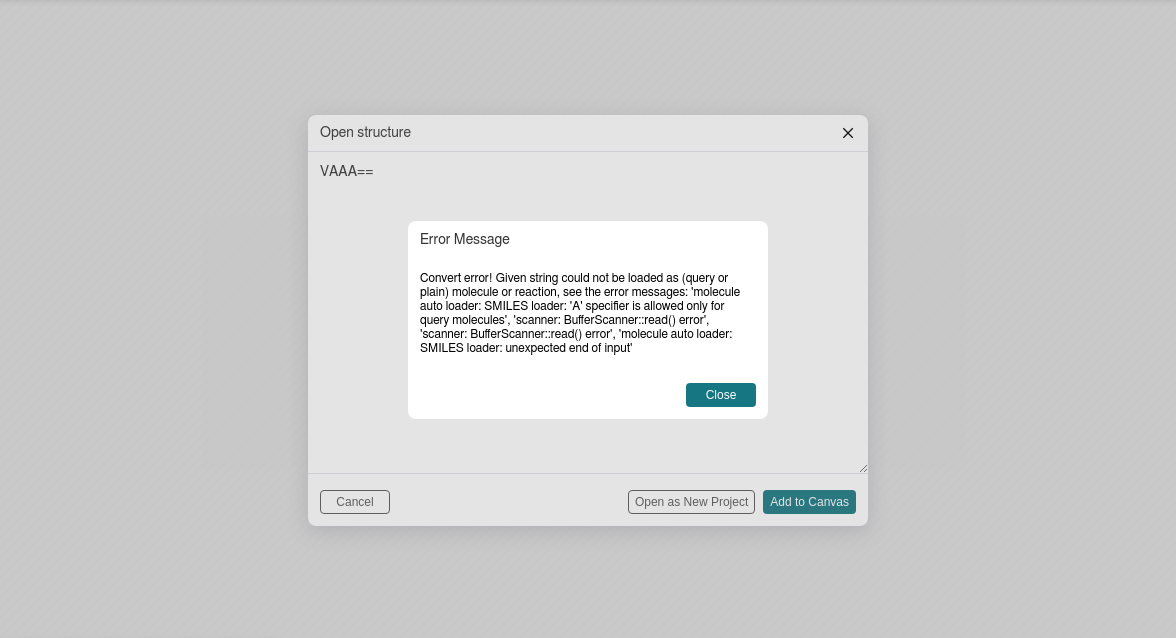 Open structure
VAAA==
Error Message
Convert error! Given string could not be loaded as (query or
plain) molecule or reaction, see the error messages: 'molecule
auto loader: SMILES loader: 'A' specifier is allowed only for
query molecules', 'scanner: BufferScanner::read() error',
'scanner: BufferScanner::read() error', 'molecule auto loader:
SMILES loader: unexpected end of input'
Close
Cancel
Open as New Project
Add to Canvas